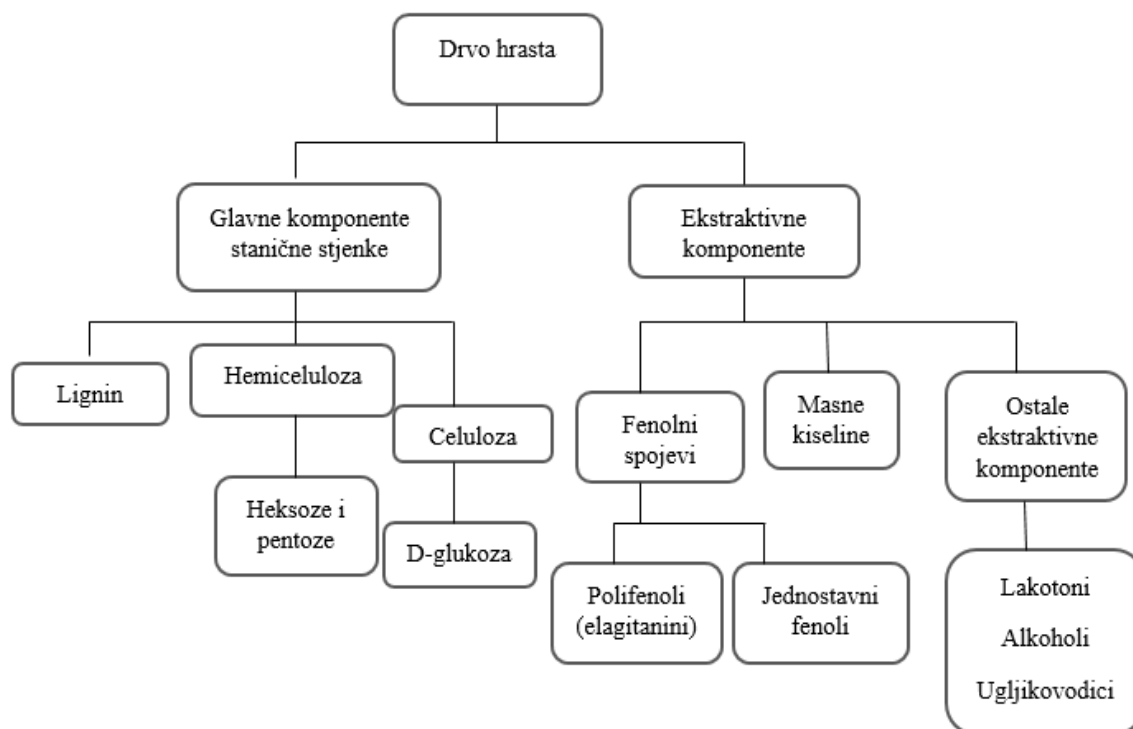 Drvo hrasta
Glavne komponente
stanične stjenke
Ekstraktivne
komponente
Lignin
Hemiceluloza
Celuloza
Heksoze i
pentoze
D-glukoza
Fenolni
spojevi
Masne
kiseline
Ostale
ekstraktivne
komponente
Polifenoli
(elagitanini)
Jednostavni
fenoli
Lakotoni
Alkoholi
Ugljikovodici